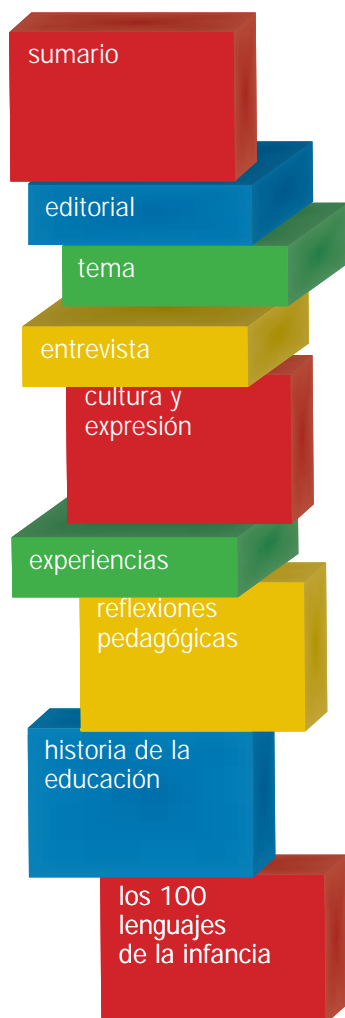 sumario
editorial
tema
entrevista
cultura y
expresión
experiencias
reflexiones
pedagógicas
historia de la
educación
los 100
lenguajes
de la infancia